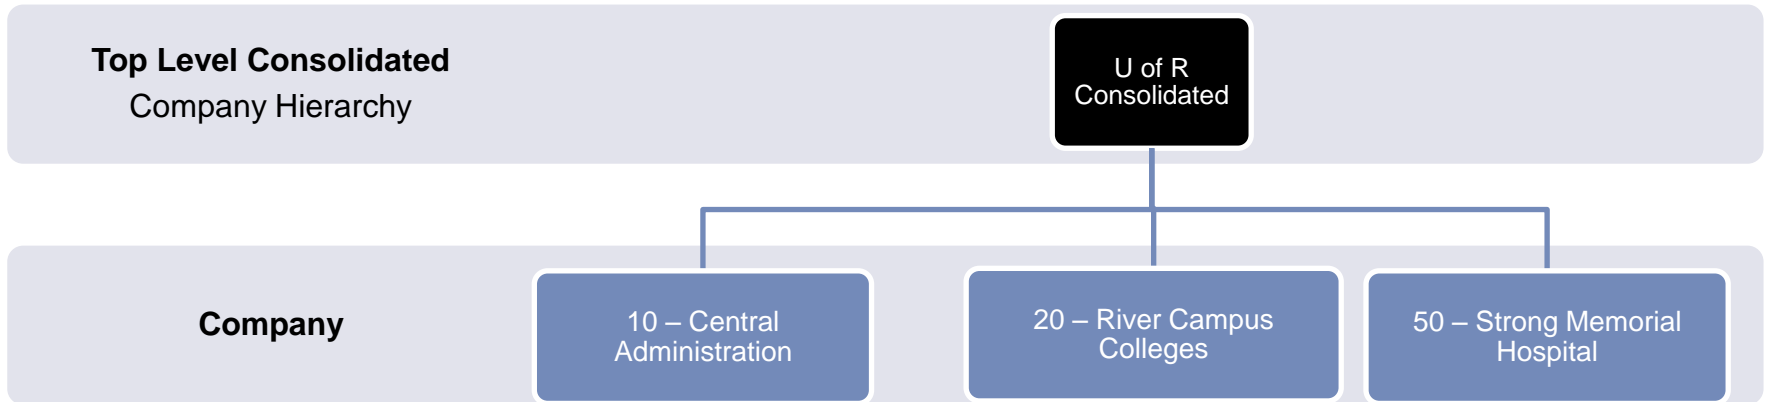 Top Level Consolidated
Company Hierarchy
U of R
Consolidated
Company
10 – Central
Administration
20 – River Campus
Colleges
50 – Strong Memorial
Hospital